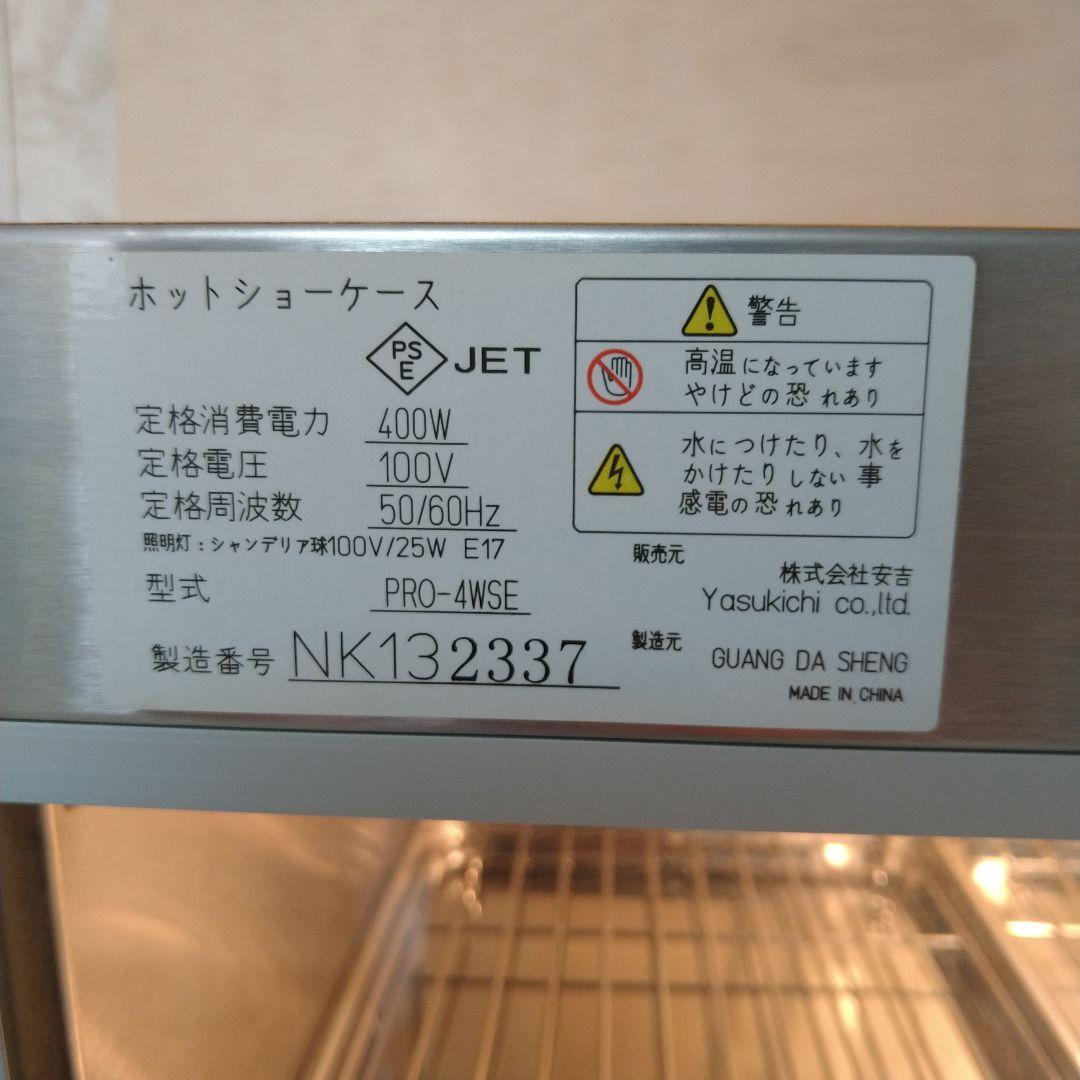 ホットショーケース
PS
E
JET
定格消費電力 400W
定格電圧 100V
定格周波数 50/60Hz
照明灯：シャンデリア球100V/25W E17
型式 PRO-4WSE
製造番号 NK132337
警告
高温になっています
やけどの恐れあり
水につけたり、水を
かけたりしない事
感電の恐れあり
販売元
株式会社安吉
Yasukichi co.,ltd.
製造元
GUANG DA SHENG
MADE IN CHINA